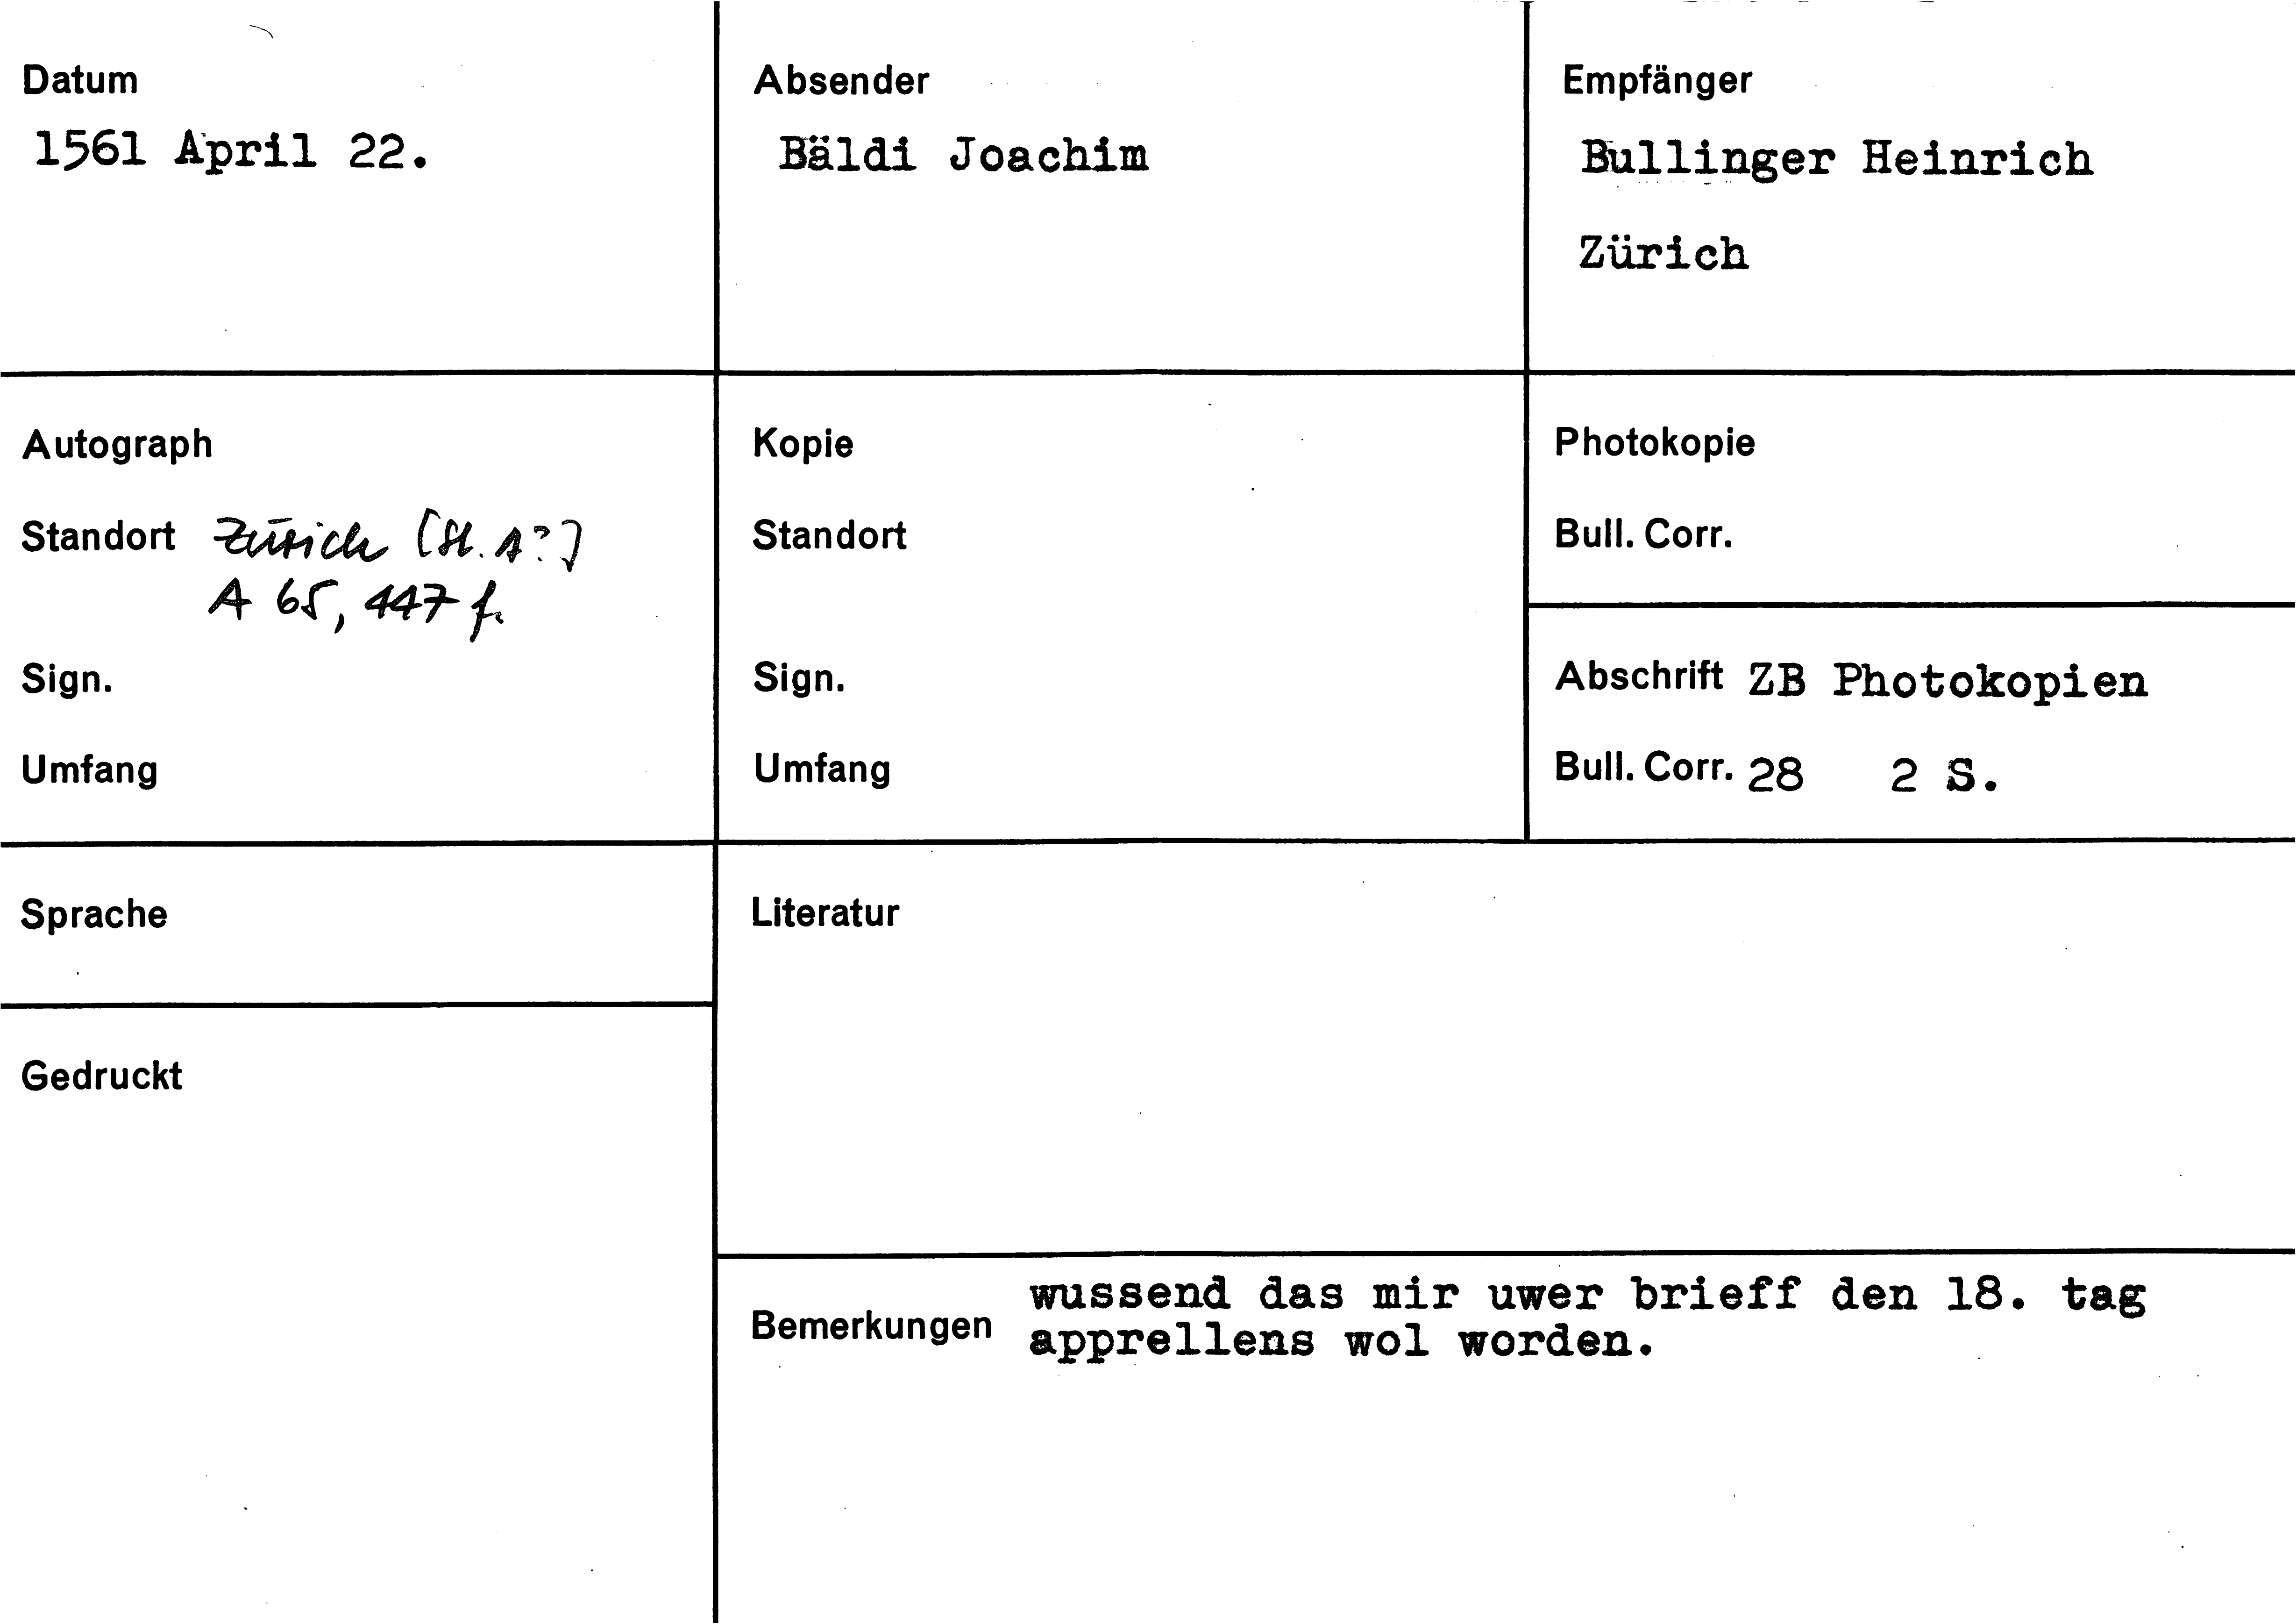 Datum
1561 April 22.
Absender
Bäldi Joachim
Empfänger
Bullinger Heinrich
Zürich
Autograph
Standort Zürich [St. A?]
A 65, 447 f.
Sign.
Umfang
Kopie
Standort
Sign.
Umfang
Photokopie
Bull. Corr.
Abschrift ZB Photokopien
Bull. Corr. 28 2 S.
Sprache
Literatur
Gedruckt
Bemerkungen
wussend das mir uwer brieff den 18. tag
apprellens wol worden.